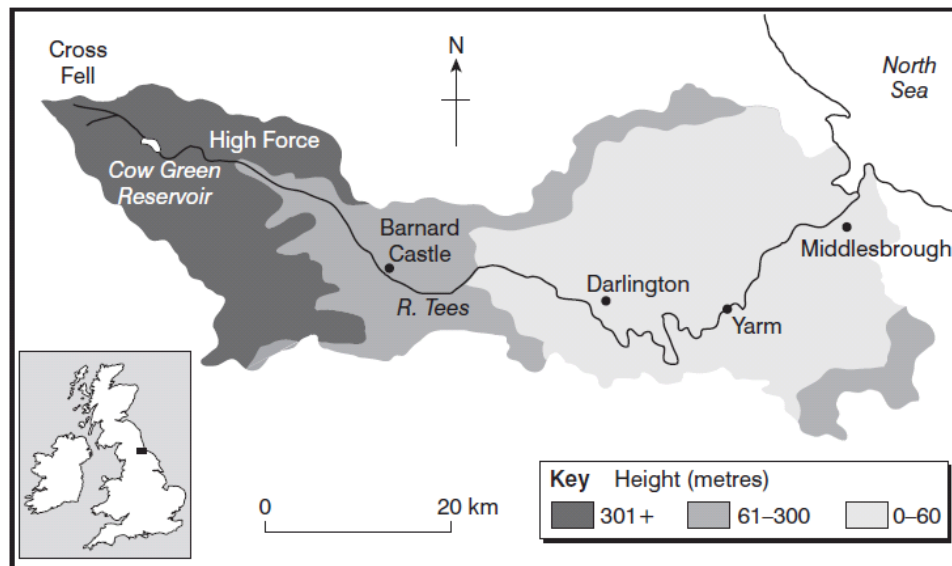 Cross
Fell
N
North
Sea
High Force
Cow Green
Reservoir
Barnard
Castle
Middlesbrough
Darlington
R. Tees
Yarm
0 20 km
Key Height (metres)
301+ 61–300 0–60